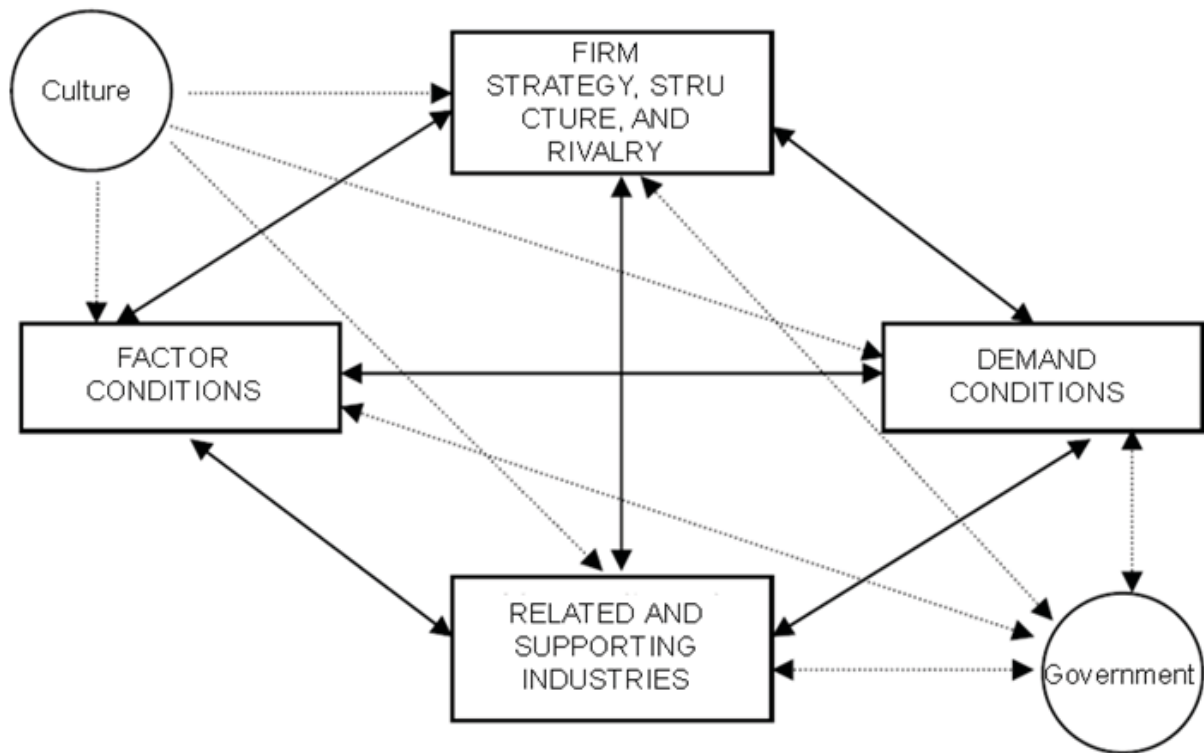 Culture
FIRM
STRATEGY, STRU
CTURE, AND
RIVALRY
FACTOR
CONDITIONS
DEMAND
CONDITIONS
RELATED AND
SUPPORTING
INDUSTRIES
Government